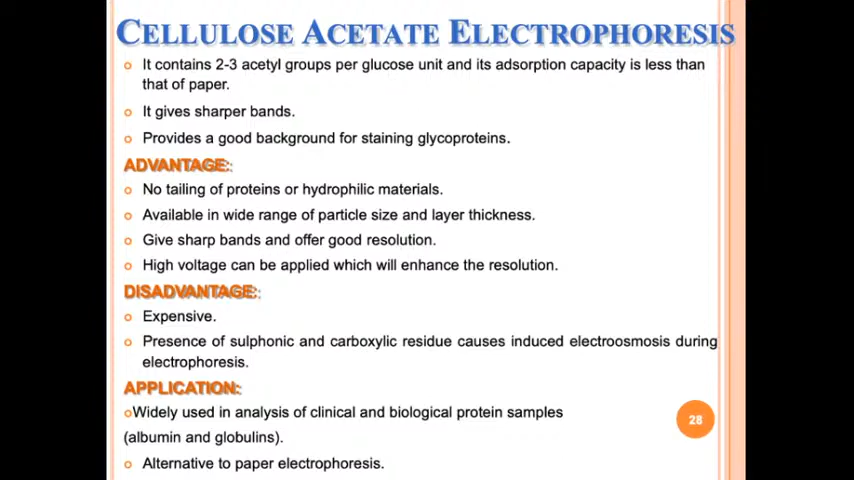 CELLULOSE ACETATE ELECTROPHORESIS
It contains 2-3 acetyl groups per glucose unit and its adsorption capacity is less than
that of paper.
It gives sharper bands.
Provides a good background for staining glycoproteins.
ADVANTAGE:
No tailing of proteins or hydrophilic materials.
Available in wide range of particle size and layer thickness.
Give sharp bands and offer good resolution.
High voltage can be applied which will enhance the resolution.
DISADVANTAGE:
Expensive.
Presence of sulphonic and carboxylic residue causes induced electroosmosis during
electrophoresis.
APPLICATION:
Widely used in analysis of clinical and biological protein samples
(albumin and globulins).
Alternative to paper electrophoresis.
28